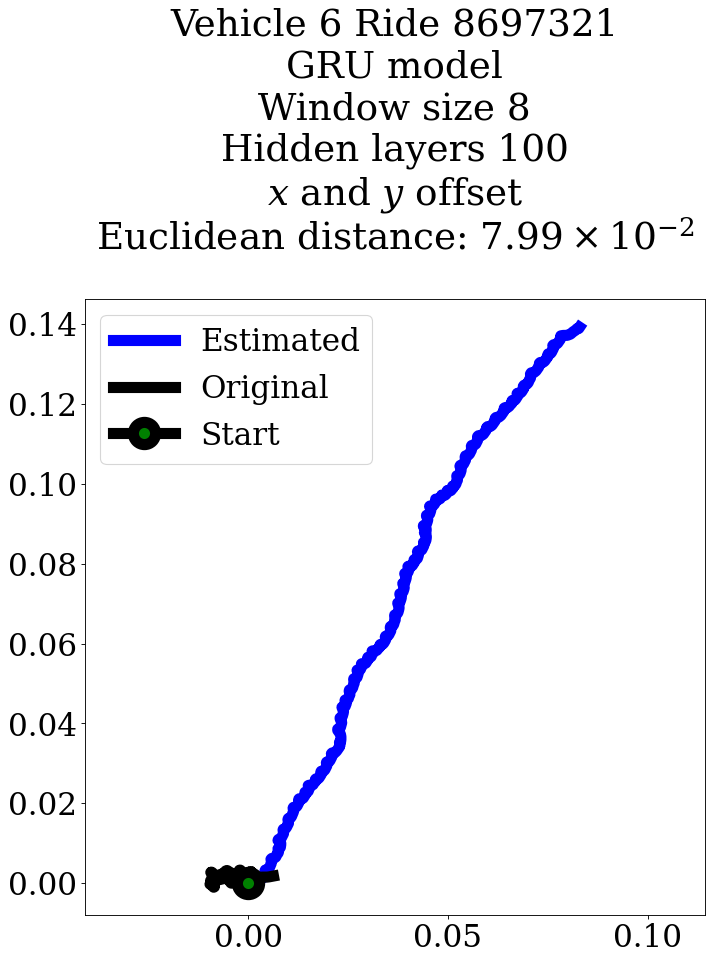 Vehicle 6 Ride 8697321
GRU model
Window size 8
Hidden layers 100
x and y offset
Euclidean distance: 7.99 × 10⁻²
Estimated
Original
Start
0.14
0.12
0.10
0.08
0.06
0.04
0.02
0.00
0.00 0.05 0.10